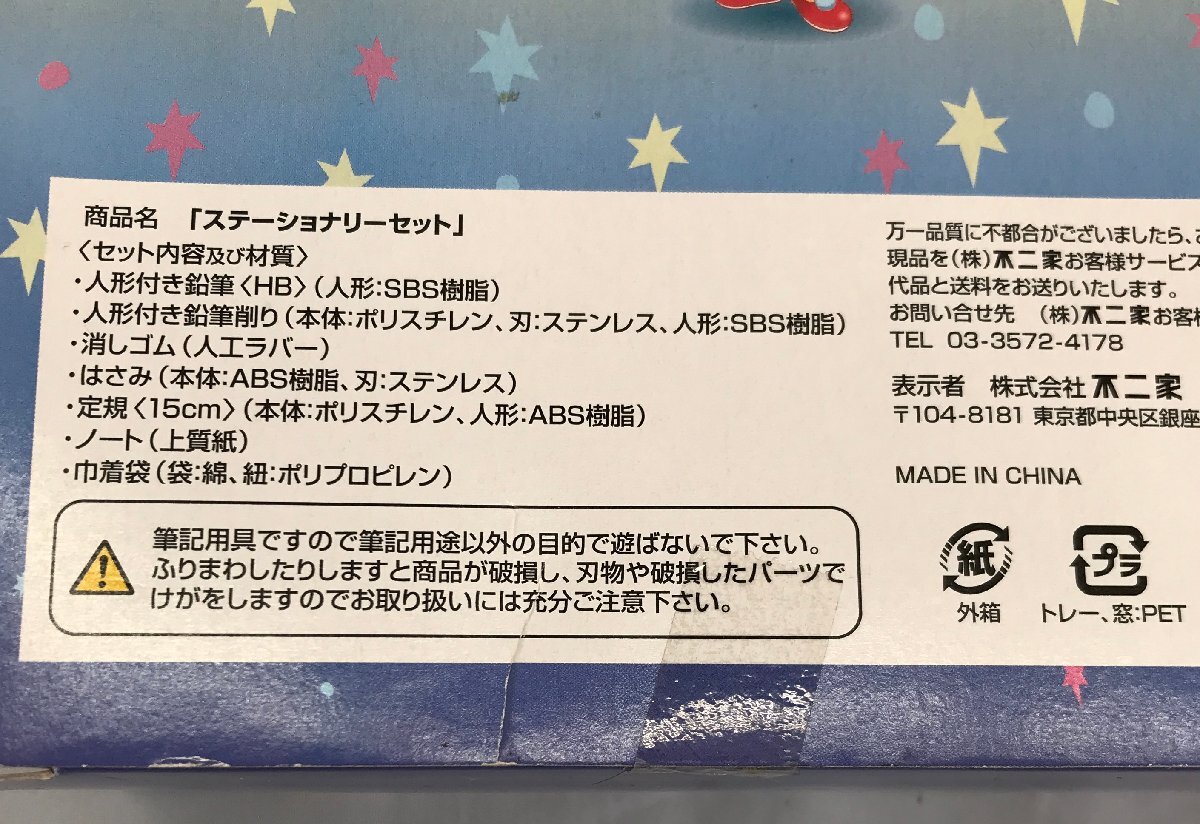 商品名 「ステーショナリーセット」
〈セット内容及び材質〉
・人形付き鉛筆〈HB〉(人形:SBS樹脂)
・人形付き鉛筆削り(本体:ポリスチレン、刃:ステンレス、人形:SBS樹脂)
・消しゴム(人工ラバー)
・はさみ(本体:ABS樹脂、刃:ステンレス)
・定規〈15cm〉(本体:ポリスチレン、人形:ABS樹脂)
・ノート(上質紙)
・巾着袋(袋:綿、紐:ポリプロピレン)
筆記用具ですので筆記用途以外の目的で遊ばないで下さい。
ふりまわしたりしますと商品が破損し、刃物や破損したパーツで
けがをしますのでお取り扱いには充分ご注意下さい。
万一品質に不都合がございましたら、お
現品を(株)不二家お客様サービス
代品と送料をお送りいたします。
お問い合せ先 (株)不二家お客様
TEL 03-3572-4178
表示者 株式会社 不二家
〒104-8181 東京都中央区銀座
MADE IN CHINA
紙
外箱
プラ
トレー、窓:PET